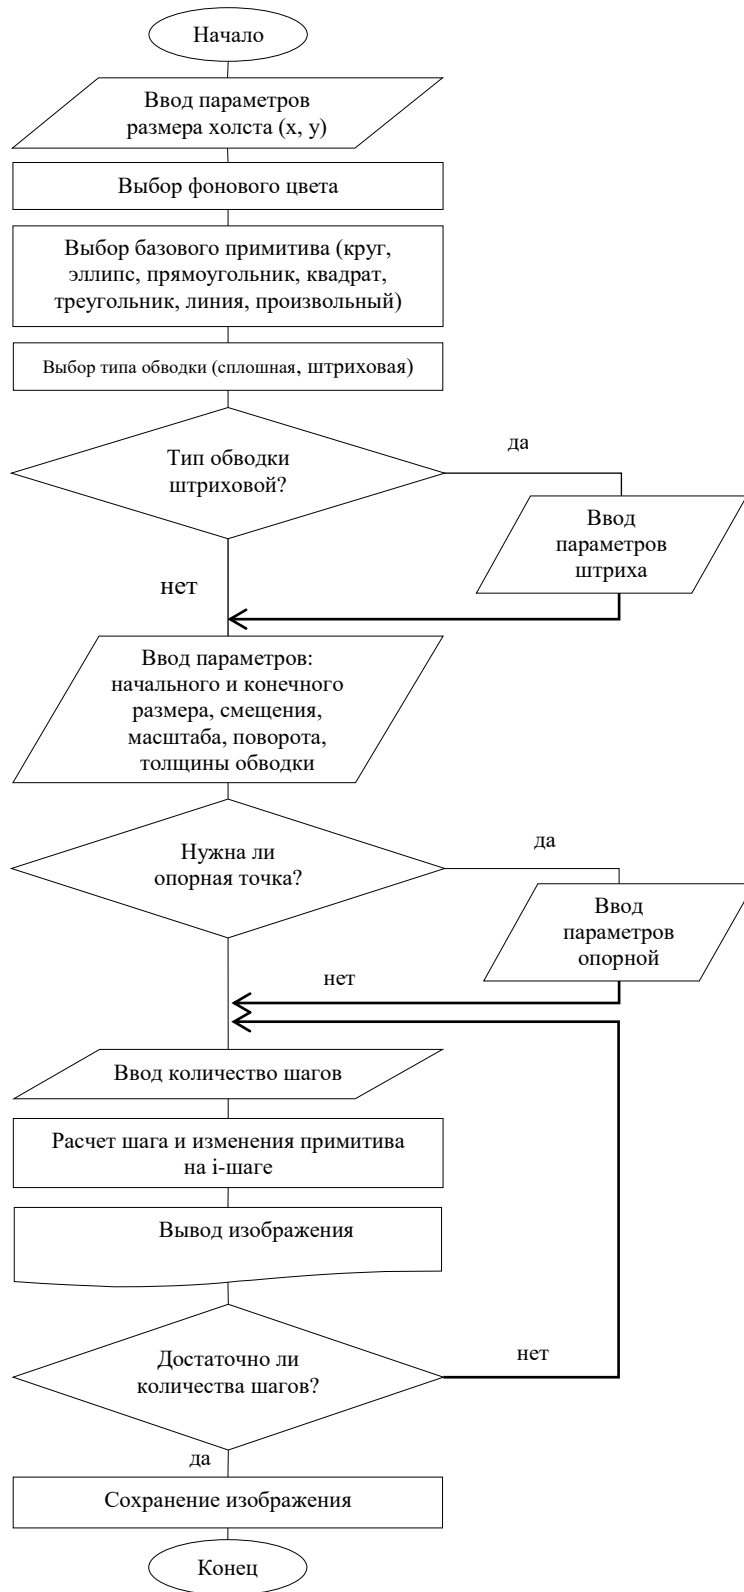 Начало
Ввод параметров
размера холста (x, y)
Выбор фонового цвета
Выбор базового примитива (круг,
эллипс, прямоугольник, квадрат,
треугольник, линия, произвольный)
Выбор типа обводки (сплошная, штриховая)
Тип обводки
штриховой?
да
Ввод
параметров
штриха
нет
Ввод параметров:
начального и конечного
размера, смещения,
масштаба, поворота,
толщины обводки
Нужна ли
опорная точка?
да
Ввод
параметров
опорной
нет
Ввод количество шагов
Расчет шага и изменения примитива
на i-шаге
Вывод изображения
Достаточно ли
количества шагов?
нет
да
Сохранение изображения
Конец